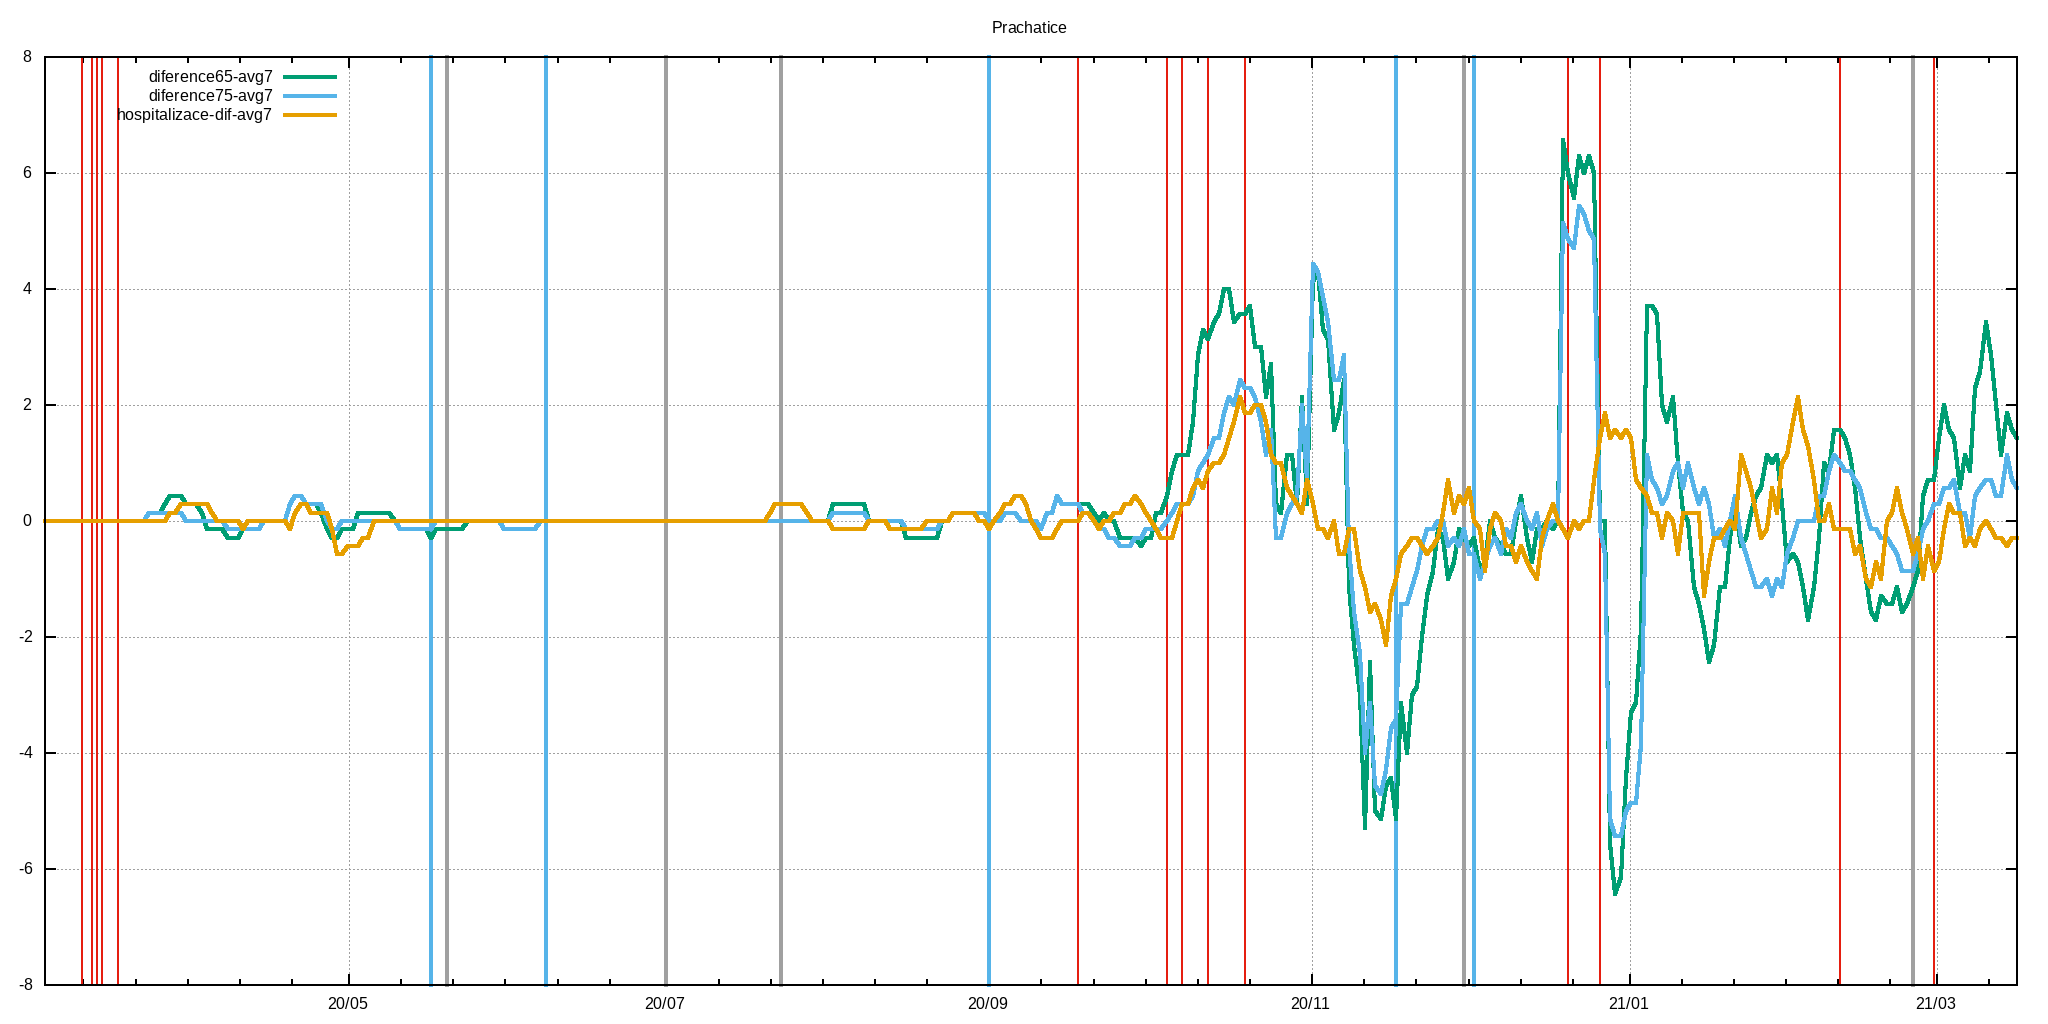 Prachatice
8
diference65-avg7
diference75-avg7
hospitalizace-dif-avg7
6
4
2
0
-2
-4
-6
-8
20/05 20/07 20/09 20/11 21/01 21/03